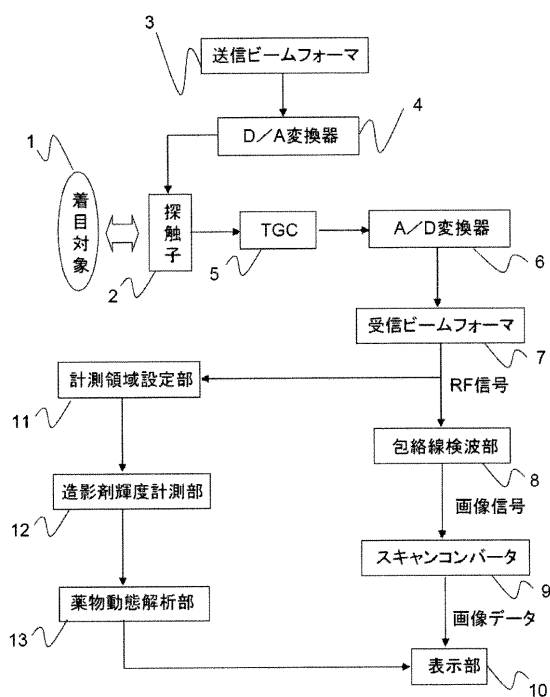 3
送信ビームフォーマ
4
D/A変換器
1
着目対象
探触子
2
TGC
5
A/D変換器
6
受信ビームフォーマ
7
RF信号
計測領域設定部
11
包絡線検波部
8
画像信号
造影剤輝度計測部
12
スキャンコンバータ
9
画像データ
薬物動態解析部
13
表示部
10